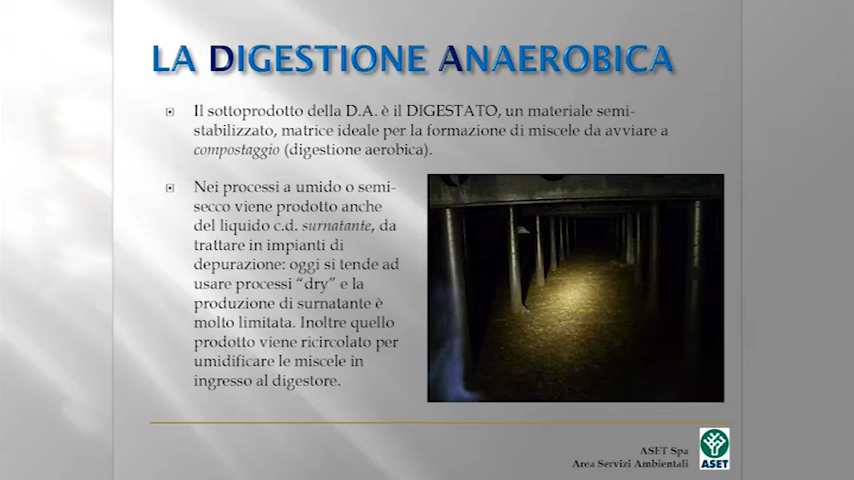 LA DIGESTIONE ANAEROBICA
Il sottoprodotto della D.A. è il DIGESTATO, un materiale semi-
stabilizzato, matrice ideale per la formazione di miscele da avviare a
compostaggio (digestione aerobica).
Nei processi a umido o semi-
secco viene prodotto anche
del liquido c.d. surnatante, da
trattare in impianti di
depurazione: oggi si tende ad
usare processi “dry” e la
produzione di surnatante è
molto limitata. Inoltre quello
prodotto viene ricircolato per
umidificare le miscele in
ingresso al digestore.
ASET Spa
Area Servizi Ambientali
ASET